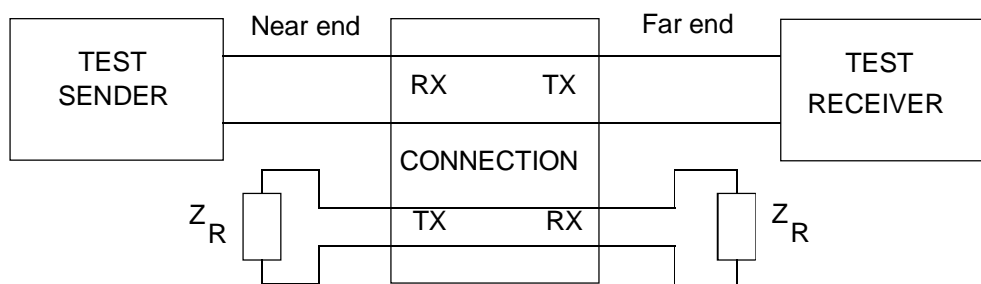 Near end
Far end
TEST
SENDER
RX
TX
TEST
RECEIVER
CONNECTION
Z
R
TX
RX
Z
R